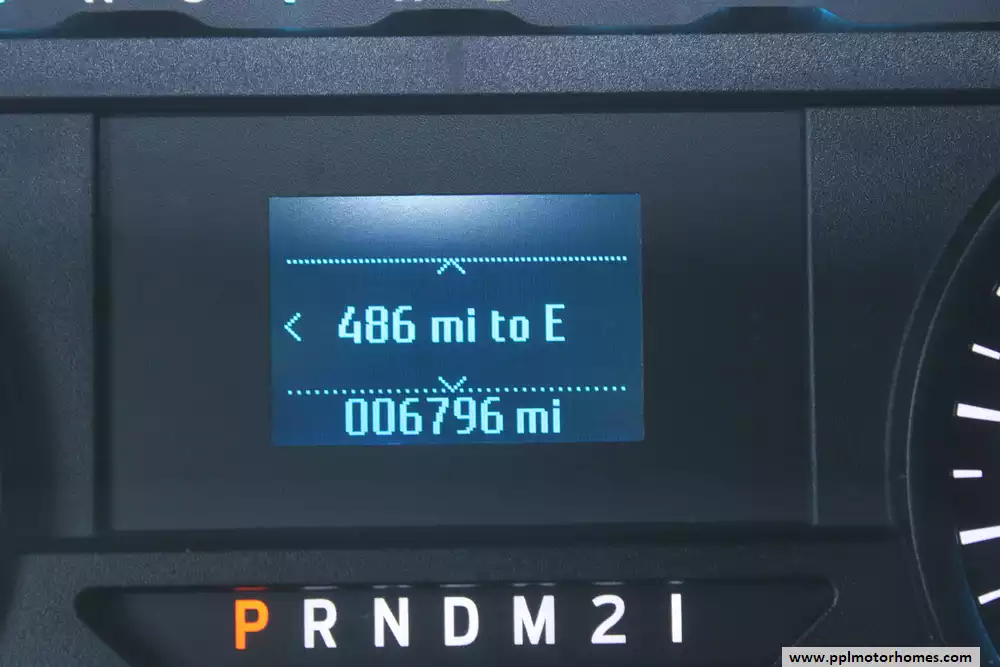 486 mi to E
006796 mi
P R N D M 2 1
www.pplmotorhomes.com